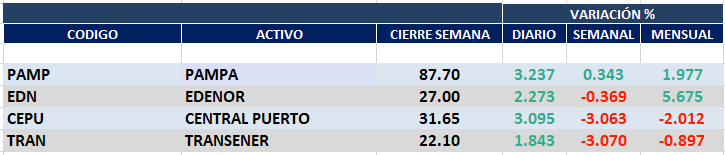 VARIACIÓN %
CODIGO ACTIVO CIERRE SEMANA DIARIO SEMANAL MENSUAL
PAMP PAMPA 87.70 3.237 0.343 1.977
EDN EDENOR 27.00 2.273 -0.369 5.675
CEPU CENTRAL PUERTO 31.65 3.095 -3.063 -2.012
TRAN TRANSENER 22.10 1.843 -3.070 -0.897